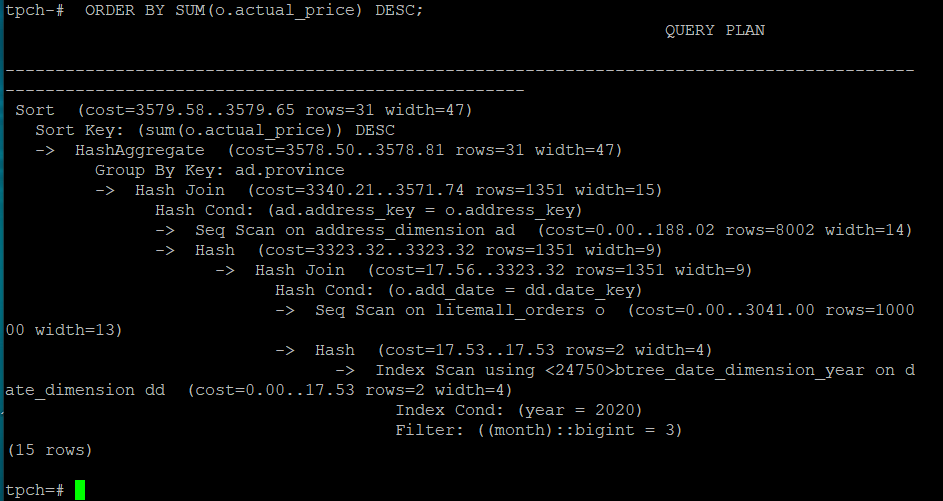 tpch-#  ORDER BY SUM(o.actual_price) DESC;
                                                                  QUERY PLAN

-------------------------------------------------------------------------------------------
----------------------------------------------------
 Sort  (cost=3579.58..3579.65 rows=31 width=47)
   Sort Key: (sum(o.actual_price)) DESC
   ->  HashAggregate  (cost=3578.50..3578.81 rows=31 width=47)
         Group By Key: ad.province
         ->  Hash Join  (cost=3340.21..3571.74 rows=1351 width=15)
               Hash Cond: (ad.address_key = o.address_key)
               ->  Seq Scan on address_dimension ad  (cost=0.00..188.02 rows=8002 width=14)
               ->  Hash  (cost=3323.32..3323.32 rows=1351 width=9)
                     ->  Hash Join  (cost=17.56..3323.32 rows=1351 width=9)
                           Hash Cond: (o.add_date = dd.date_key)
                           ->  Seq Scan on litemall_orders o  (cost=0.00..3041.00 rows=1000
00 width=13)
                           ->  Hash  (cost=17.53..17.53 rows=2 width=4)
                                 ->  Index Scan using <24750>btree_date_dimension_year on d
ate_dimension dd  (cost=0.00..17.53 rows=2 width=4)
                                       Index Cond: (year = 2020)
                                       Filter: ((month)::bigint = 3)
(15 rows)

tpch=#